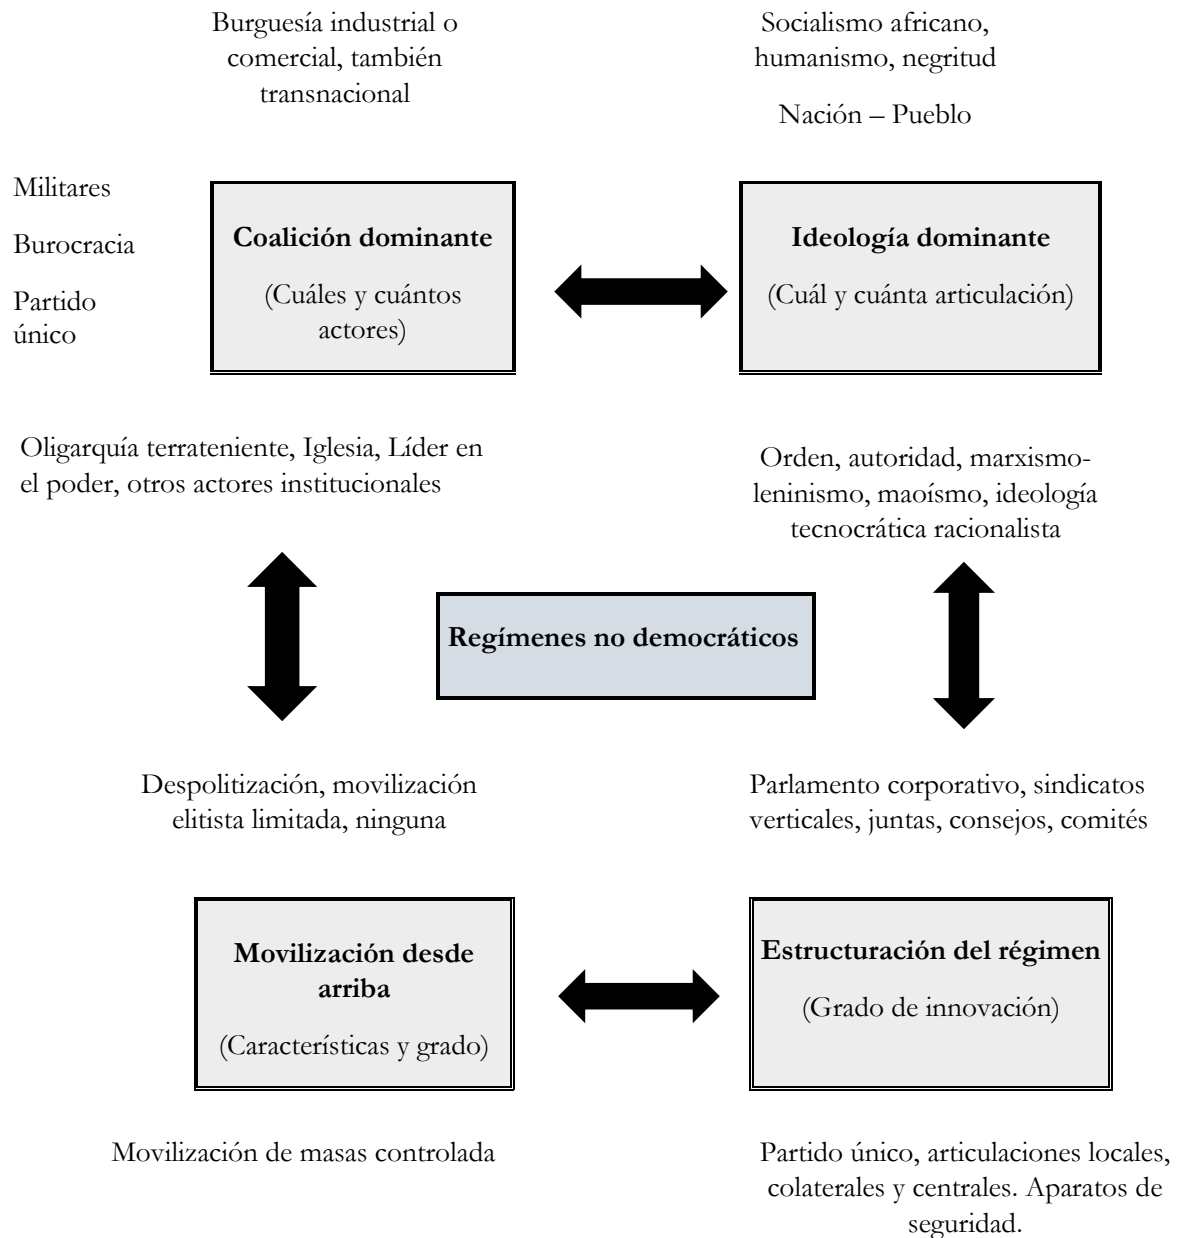 Burguesía industrial o
comercial, también
transnacional
Socialismo africano,
humanismo, negritud
Nación – Pueblo
Militares
Burocracia
Partido
único
Coalición dominante
(Cuáles y cuántos
actores)
Ideología dominante
(Cuál y cuánta articulación)
Oligarquía terrateniente, Iglesia, Líder en
el poder, otros actores institucionales
Orden, autoridad, marxismo-
leninismo, maoísmo, ideología
tecnocrática racionalista
Regímenes no democráticos
Despolitización, movilización
elitista limitada, ninguna
Parlamento corporativo, sindicatos
verticales, juntas, consejos, comités
Movilización desde
arriba
(Características y grado)
Estructuración del régimen
(Grado de innovación)
Movilización de masas controlada
Partido único, articulaciones locales,
colaterales y centrales. Aparatos de
seguridad.